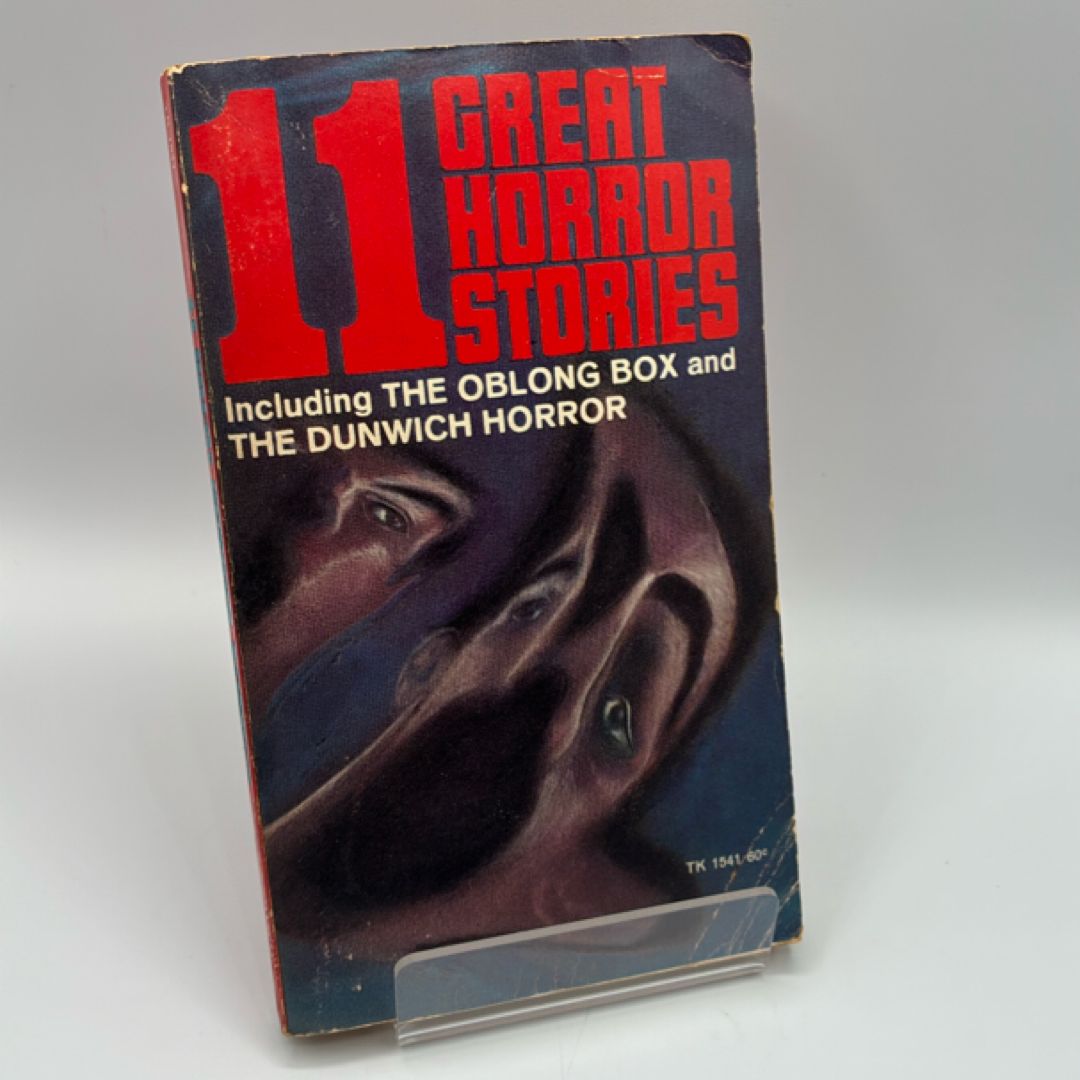 11 GREAT
HORROR
STORIES
Including THE OBLONG BOX and
THE DUNWICH HORROR
TK 1541/60¢